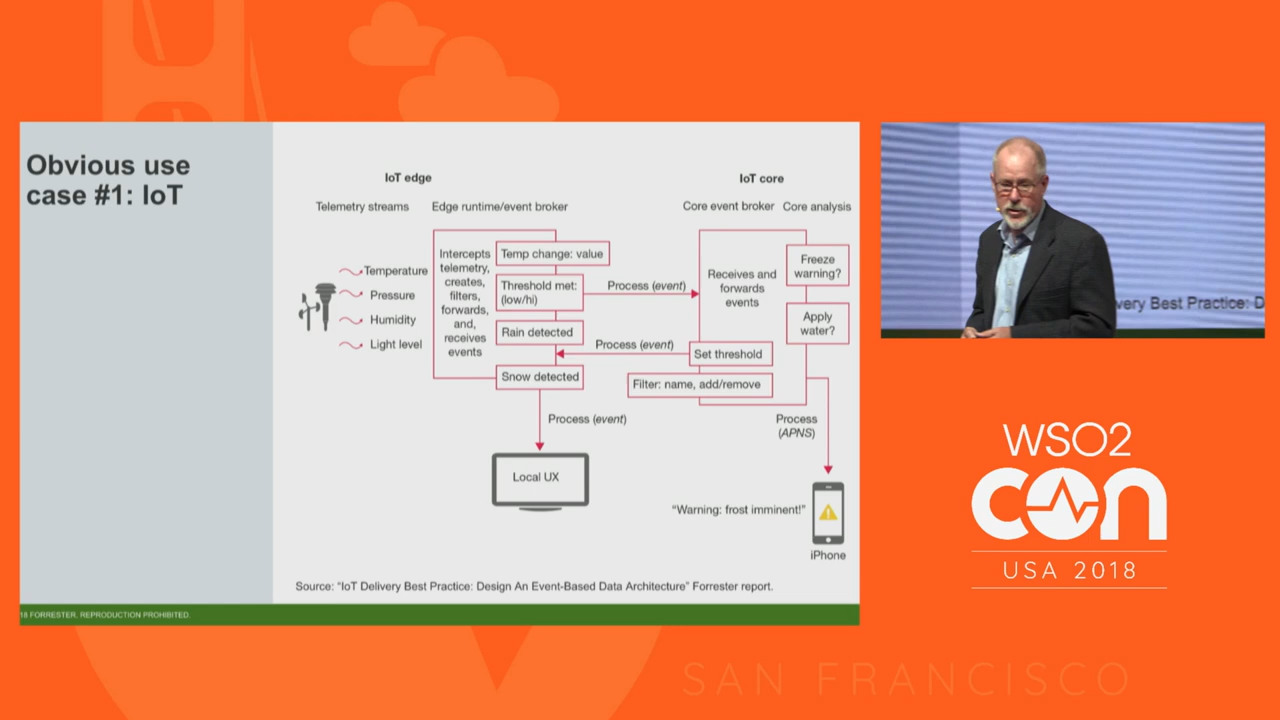 Obvious use
case #1: IoT
IoT edge
IoT core
Telemetry streams
Edge runtime/event broker
Core event broker
Core analysis
Temperature
Pressure
Humidity
Light level
Intercepts
telemetry,
creates,
filters,
forwards,
and,
receives
events
Temp change: value
Threshold met:
(low/hi)
Rain detected
Snow detected
Process (event)
Process (event)
Receives and
forwards
events
Set threshold
Filter: name, add/remove
Freeze
warning?
Apply
water?
Process (event)
Process
(APNS)
Local UX
"Warning: frost imminent!"
iPhone
Source: "IoT Delivery Best Practice: Design An Event-Based Data Architecture" Forrester report.
18 FORRESTER. REPRODUCTION PROHIBITED.
very Best Practice: D
WSO2
con
USA 2018
SAN FRANCISCO